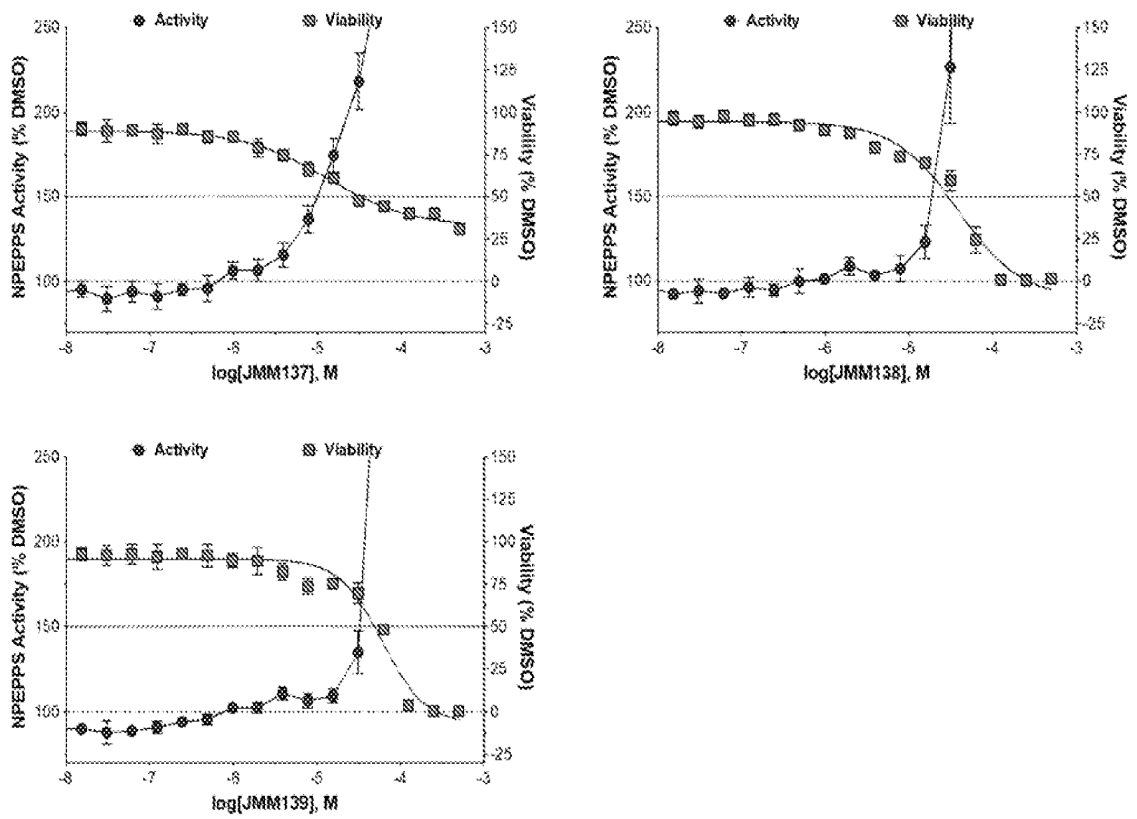 Activity Viability
NPEPPS Activity (% DMSO)
250
200
150
100
150
125
100
75
50
25
0
-25
Viability (% DMSO)
-8 -7 -6 -5 -4 -3
log[JMM137], M
Activity Viability
NPEPPS Activity (% DMSO)
250
200
150
100
150
125
100
75
50
25
0
-25
Viability (% DMSO)
-8 -7 -6 -5 -4 -3
log[JMM138], M
Activity Viability
NPEPPS Activity (% DMSO)
250
200
150
100
150
125
100
75
50
25
0
-25
Viability (% DMSO)
-8 -7 -6 -5 -4 -3
log[JMM139], M